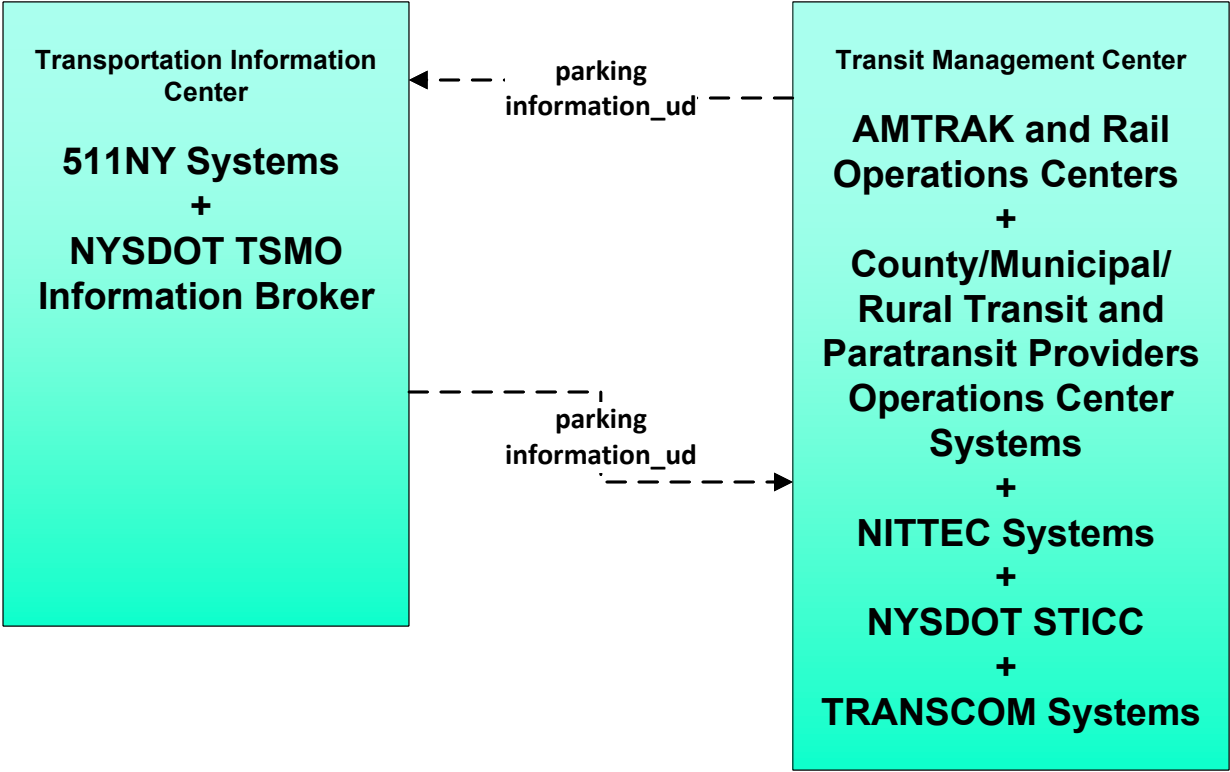 Transportation Information
Center
511NY Systems
+
NYSDOT TSMO
Information Broker
parking
information_ud
parking
information_ud
Transit Management Center
AMTRAK and Rail
Operations Centers
+
County/Municipal/
Rural Transit and
Paratransit Providers
Operations Center
Systems
+
NITTEC Systems
+
NYSDOT STICC
+
TRANSCOM Systems